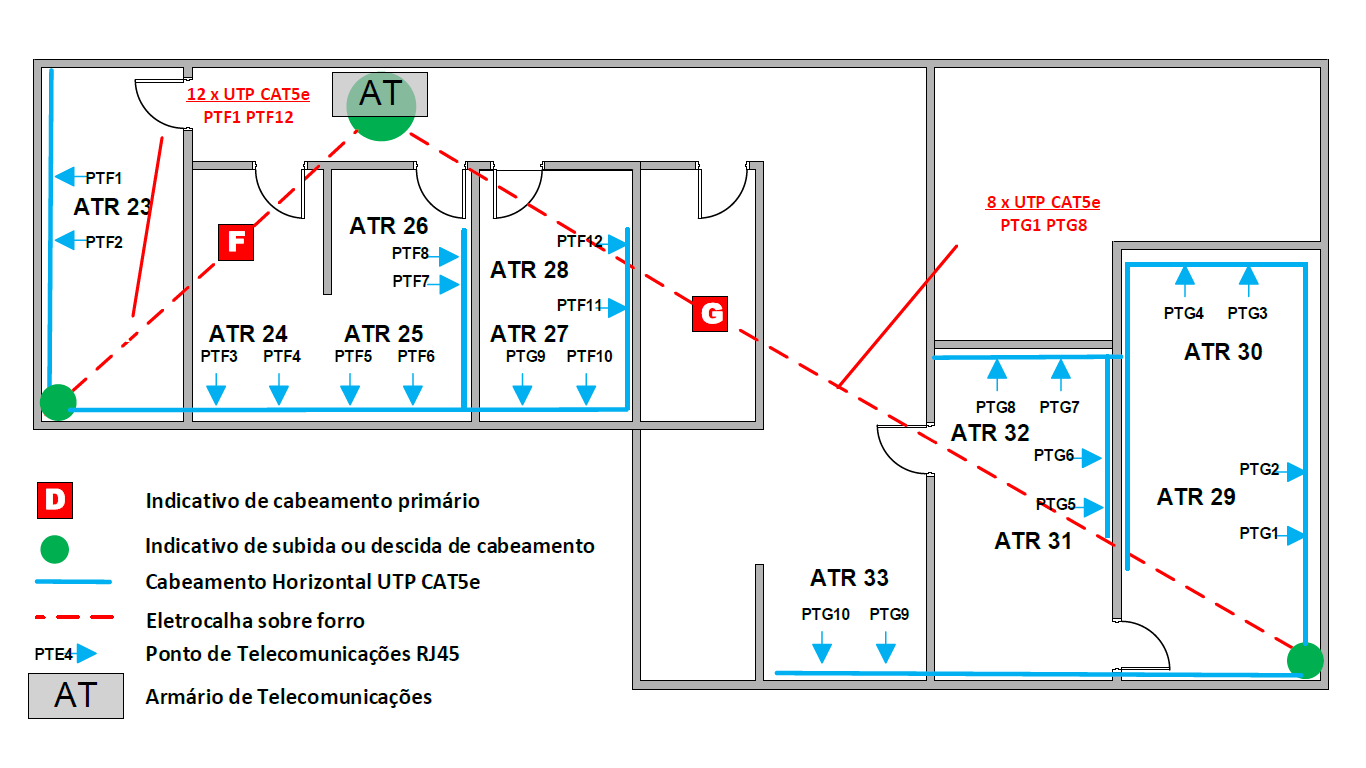 AT
12 x UTP CAT5e
PTF1 PTF12
PTF1
ATR 23
PTF2
F
ATR 26
PTF8
PTF7
PTF12
ATR 28
PTF11
ATR 24
PTF3
PTF4
ATR 25
PTF5
PTF6
ATR 27
PTG9
PTF10
G
8 x UTP CAT5e
PTG1 PTG8
PTG4
PTG3
ATR 30
PTG8
PTG7
ATR 32
PTG6
PTG5
ATR 31
PTG2
ATR 29
PTG1
ATR 33
PTG10
PTG9
D
Indicativo de cabeamento primário
Indicativo de subida ou descida de cabeamento
Cabeamento Horizontal UTP CAT5e
Eletrocalha sobre forro
PTE4
Ponto de Telecomunicações RJ45
AT
Armário de Telecomunicações